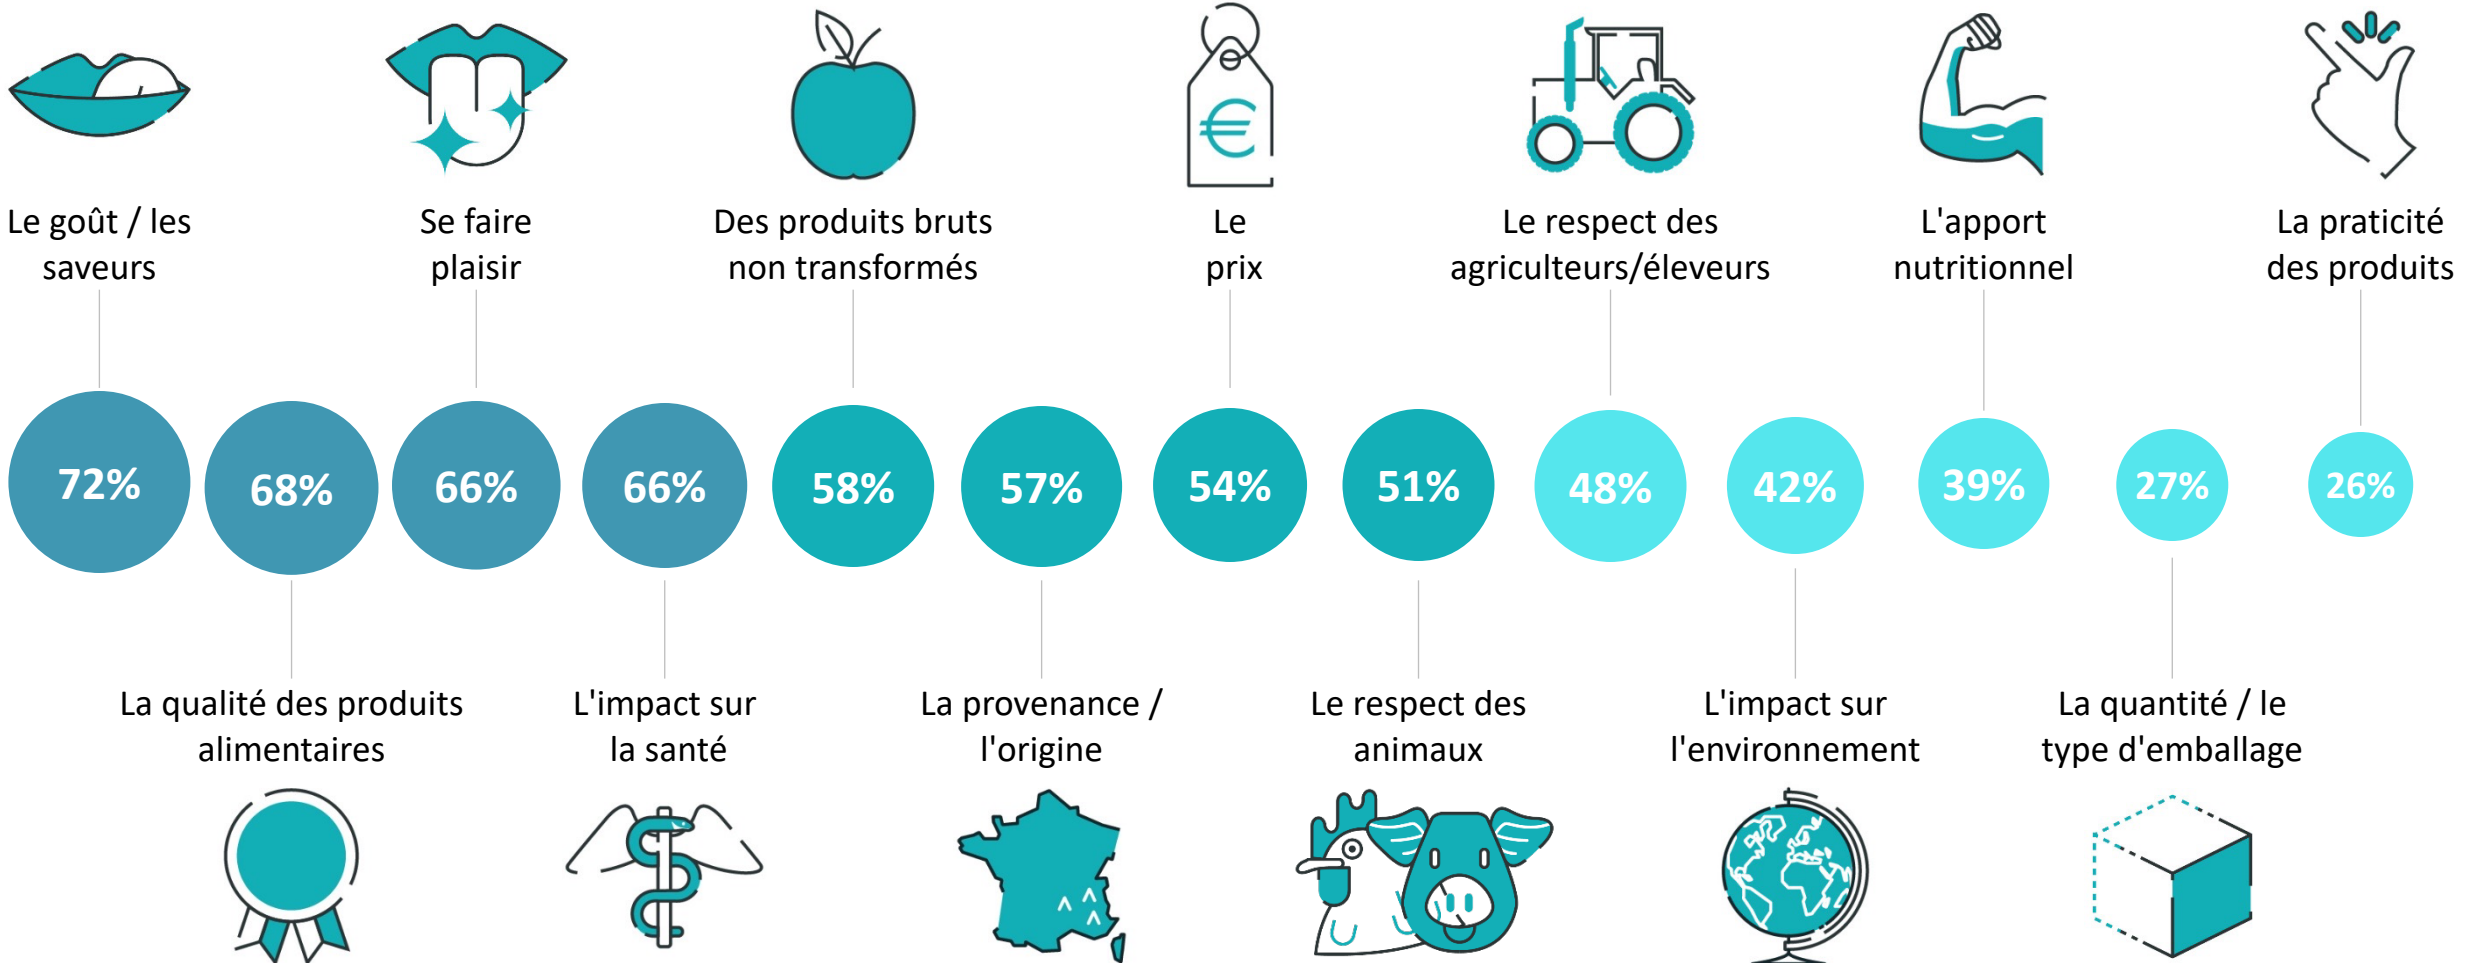 Le goût / les
saveurs
Se faire
plaisir
Des produits bruts
non transformés
Le
prix
€
Le respect des
agriculteurs/éleveurs
L'apport
nutritionnel
La praticité
des produits
72%
68%
66%
66%
58%
57%
54%
51%
48%
42%
39%
27%
26%
La qualité des produits
alimentaires
L'impact sur
la santé
La provenance /
l'origine
Le respect des
animaux
L'impact sur
l'environnement
La quantité / le
type d'emballage